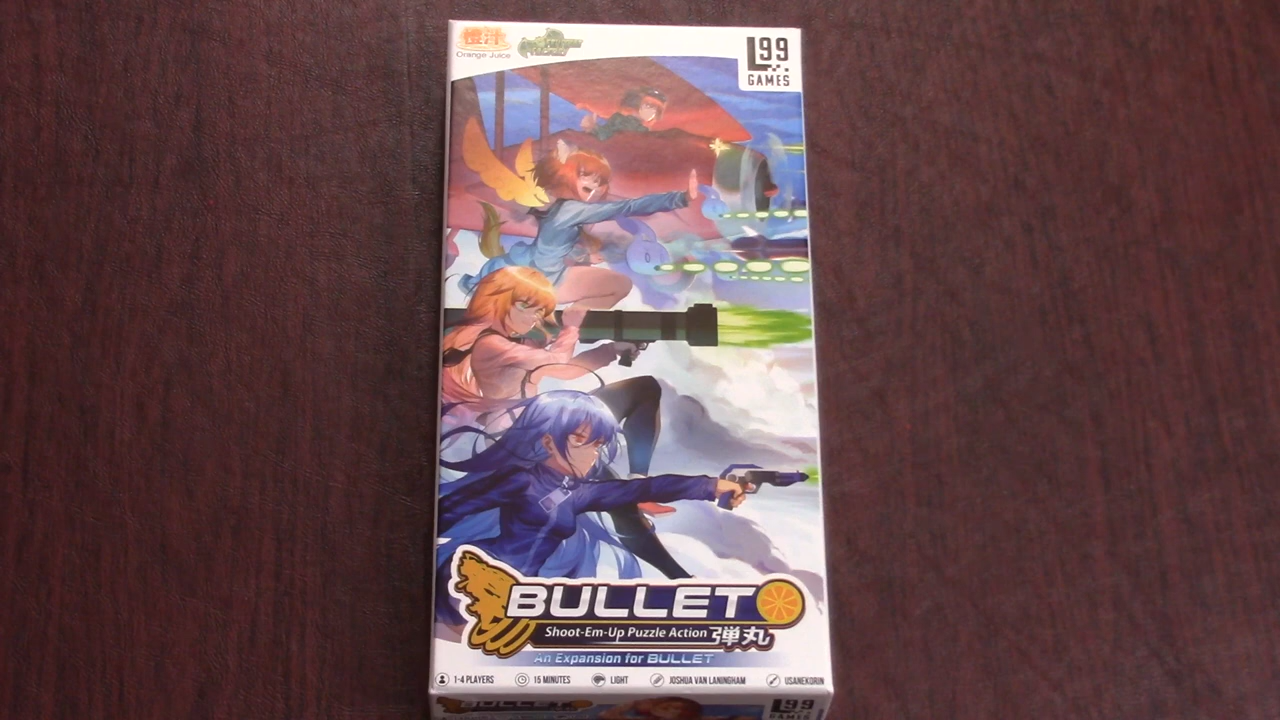 橙汁
Orange Juice
L99
GAMES
BULLET
Shoot-Em-Up Puzzle Action 弾丸
An Expansion for BULLET
1-4 PLAYERS 15 MINUTES LIGHT JOSHUA VAN LANINGHAM USANEKORIN
BULLET
L99
GAMES